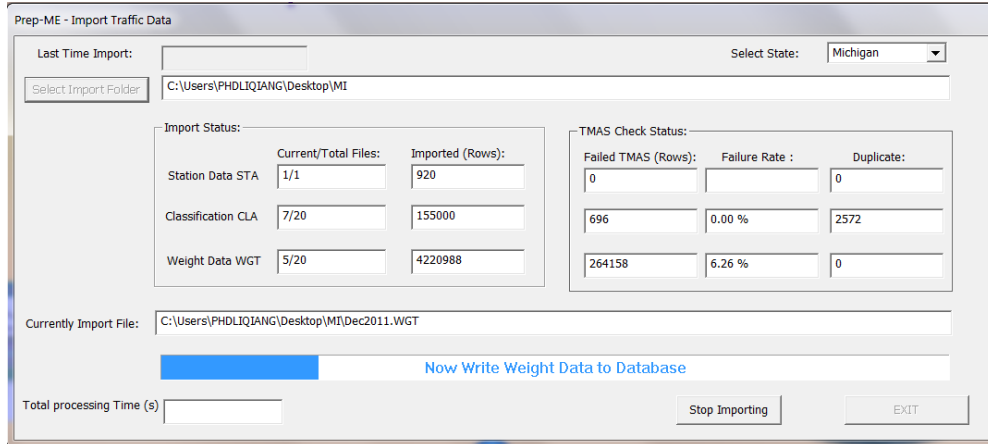 Prep-ME - Import Traffic Data
Last Time Import:
Select State: Michigan
Select Import Folder C:\Users\PHDLIQIANG\Desktop\MI
Import Status:
Current/Total Files: Imported (Rows):
Station Data STA 1/1 920
Classification CLA 7/20 155000
Weight Data WGT 5/20 4220988
TMAS Check Status:
Failed TMAS (Rows): Failure Rate : Duplicate:
0 0
696 0.00 % 2572
264158 6.26 % 0
Currently Import File: C:\Users\PHDLIQIANG\Desktop\MI\Dec2011.WGT
Now Write Weight Data to Database
Total processing Time (s)
Stop Importing
EXIT